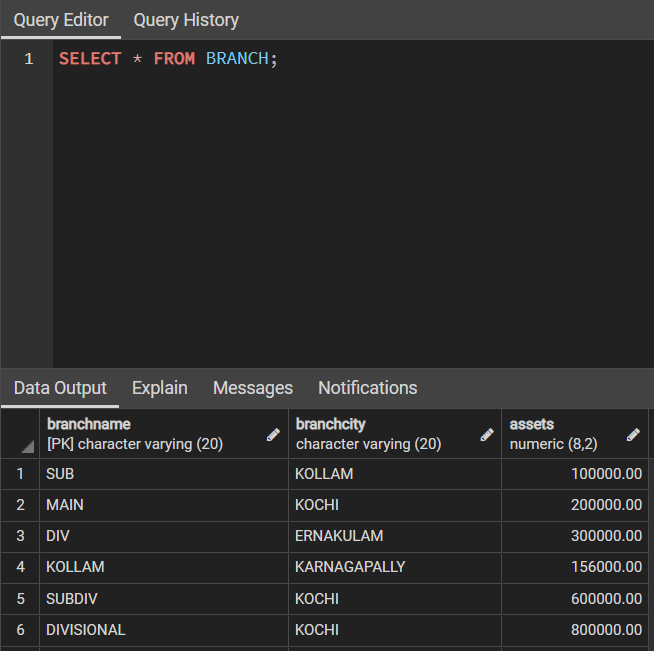 Query Editor Query History
1 SELECT * FROM BRANCH;
Data Output Explain Messages Notifications
branchname branchcity assets
[PK] character varying (20) character varying (20) numeric (8,2)
1 SUB KOLLAM 100000.00
2 MAIN KOCHI 200000.00
3 DIV ERNAKULAM 300000.00
4 KOLLAM KARNAGAPALLY 156000.00
5 SUBDIV KOCHI 600000.00
6 DIVISIONAL KOCHI 800000.00